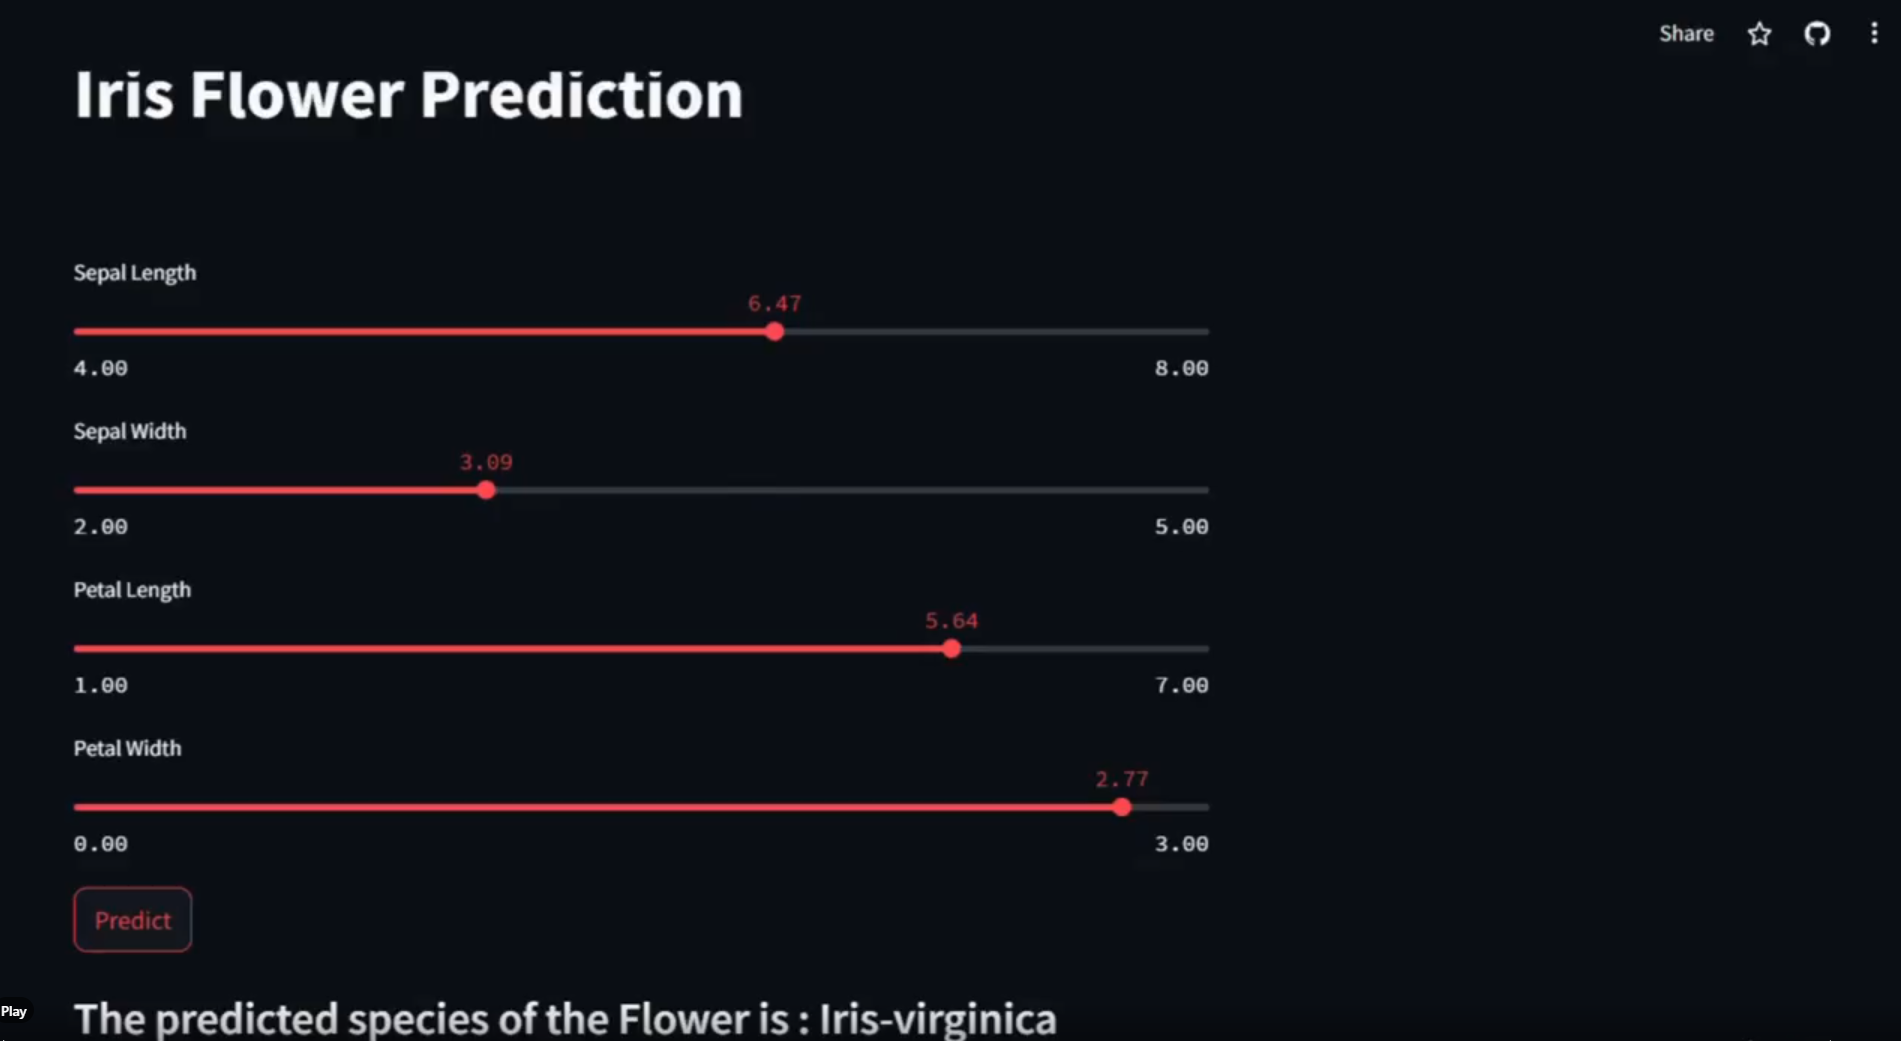 Share
Iris Flower Prediction
Sepal Length
6.47
4.00 8.00
Sepal Width
3.09
2.00 5.00
Petal Length
5.64
1.00 7.00
Petal Width
2.77
0.00 3.00
Predict
Play
The predicted species of the Flower is : Iris-virginica